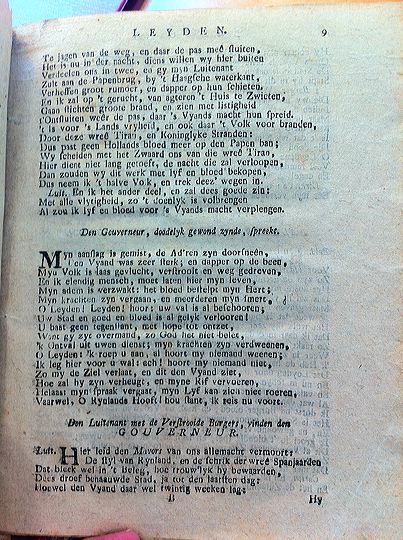 LEYDEN. 9
Te jagen van de weg, en daar de pas meê sluiten,
Het is nu in der nacht, diens willen wy hier buiten
Verdeelen ons in twee, en gy myn Luitenant
Zult aan de Papenbrug, by 't Haagsche waterkant,
Verheffen groot rumoer, en dapper op hun schieten.
En ik zal op 't gerucht, van agteren 't Huis te Zwieten,
Gaan stichten groote brand, en zien met listigheid
t'Ontsluiten weêr de pas, daar 's Vyands macht hun spreid.
't Is voor 's Lands vryheid, en ook daar 't Volk voor branden,
Door deze wreê Tiran, en Koninglyke Stranden:
Dus past geen Hollands bloed meer op den Papen ban;
Wy scheiden met het Zwaard ons van die wreê Tiran,
Hier dient niet lang getoeft, de nacht die zal verloopen,
Dan zouden wy dit werk met lyf en bloed bekopen,
Dus neem ik 't halve Volk, en trek deez' wegen in.
Luit. En ik het ander deel, en zal dees goede zin:
Met alle vlytigheid, zo 't doenlyk is volbrengen
Al zou ik lyf en bloed voor 's Vyands macht verplengen.
Den Gouverneur, doodelyk gewond zynde, spreekt.
Myn aanslag is gemist, de Ad'ren zyn doorsneên,
Den Vyand was zeer sterk; en dapper op de been,
Myn Volk is laas gevlucht, verstrooit en weg gedreven,
En ik elendig mensch, moet laten hier myn leven,
Myn adem is verzwakt: het bloed bestelpt myn Hert;
Myn krachten zyn vergaan, en meerderen myn smert,
O Leyden! Leyden! hoor: uw val is al beschooren;
Uw Stad en goed en bloed is al gelyk verlooren!
U bast geen tegenstant, met hope tot ontzet,
Want gy zyt overmand, zo God het niet belet,
'k Ontval uit uwen dienst; myn krachten zyn verdweenen,
O Leyden! 'k roep u aan, al hoort my niemand weenen;
Ik leg hier voor u wal: ech! hoort my niemand niet,
Zo my de Ziel verlaat, en dit den Vyand ziet,
Hoe zal hy zyn verheugt, en myne Rif vervoeren,
Helaas! myn spraak vergaat, myn Lyf kan zien niet roeren,
Vaarwel, O Rynlands Hooft! hou stant, ik reis nu voort.
Den Luitenant met de Verstrooide Burgers, vinden den
GOUVERNEUR.
Luit. Hier leid den Mavors van ons allemaat vermoort:
De styl van Rynland, en de schrik der wreê Spanjaarden
Dat bleek wel in 't Beleg, hoe trouw'lyk hy bewaarden,
Dees droef benaauwde Stad, ja tot den laatsten dag:
Hoewel den Vyand daar wel twintig weeken lag:
B Hy